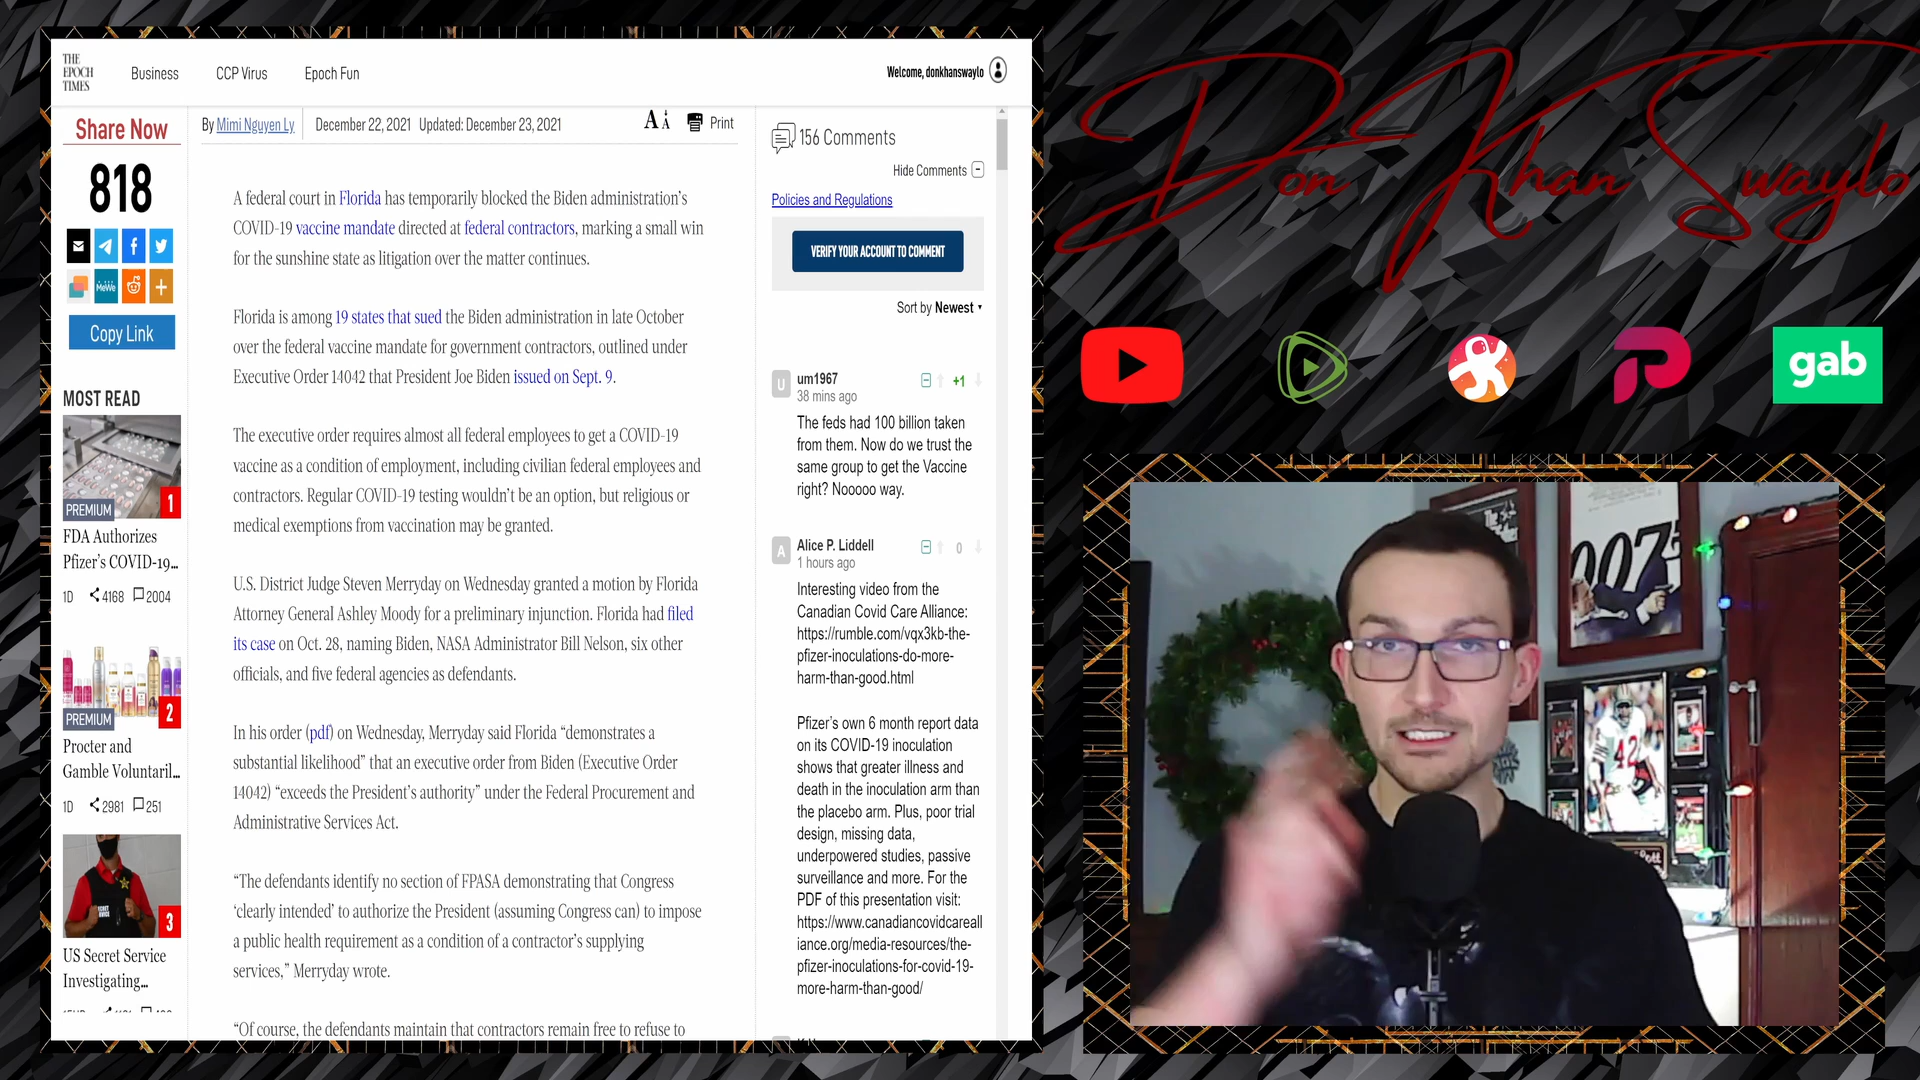 THE
EPOCH
TIMES
Business
CCP Virus
Epoch Fun
Welcome, donkhanswaylo
Share Now
818
MeWe
Copy Link
MOST READ
PREMIUM
1
FDA Authorizes
Pfizer's COVID-19...
1D 4168 2004
PREMIUM
2
Procter and
Gamble Voluntaril...
1D 2981 251
3
US Secret Service
Investigating...
By Mimi Nguyen Ly
December 22, 2021 Updated: December 23, 2021
A A
Print
A federal court in Florida has temporarily blocked the Biden administration's
COVID-19 vaccine mandate directed at federal contractors, marking a small win
for the sunshine state as litigation over the matter continues.
Florida is among 19 states that sued the Biden administration in late October
over the federal vaccine mandate for government contractors, outlined under
Executive Order 14042 that President Joe Biden issued on Sept. 9.
The executive order requires almost all federal employees to get a COVID-19
vaccine as a condition of employment, including civilian federal employees and
contractors. Regular COVID-19 testing wouldn't be an option, but religious or
medical exemptions from vaccination may be granted.
U.S. District Judge Steven Merryday on Wednesday granted a motion by Florida
Attorney General Ashley Moody for a preliminary injunction. Florida had filed
its case on Oct. 28, naming Biden, NASA Administrator Bill Nelson, six other
officials, and five federal agencies as defendants.
In his order (pdf) on Wednesday, Merryday said Florida “demonstrates a
substantial likelihood” that an executive order from Biden (Executive Order
14042) “exceeds the President's authority” under the Federal Procurement and
Administrative Services Act.
“The defendants identify no section of FPASA demonstrating that Congress
‘clearly intended’ to authorize the President (assuming Congress can) to impose
a public health requirement as a condition of a contractor's supplying
services,” Merryday wrote.
“Of course, the defendants maintain that contractors remain free to refuse to
156 Comments
Hide Comments
Policies and Regulations
VERIFY YOUR ACCOUNT TO COMMENT
Sort by Newest
U
um1967
+1
38 mins ago
The feds had 100 billion taken
from them. Now do we trust the
same group to get the Vaccine
right? Nooooo way.
A
Alice P. Liddell
0
1 hours ago
Interesting video from the
Canadian Covid Care Alliance:
https://rumble.com/vqx3kb-the-
pfizer-inoculations-do-more-
harm-than-good.html
Pfizer's own 6 month report data
on its COVID-19 inoculation
shows that greater illness and
death in the inoculation arm than
the placebo arm. Plus, poor trial
design, missing data,
underpowered studies, passive
surveillance and more. For the
PDF of this presentation visit:
https://www.canadiancovidcareall
iance.org/media-resources/the-
pfizer-inoculations-for-covid-19-
more-harm-than-good/
Don Khan Swaylo
gab
007
42